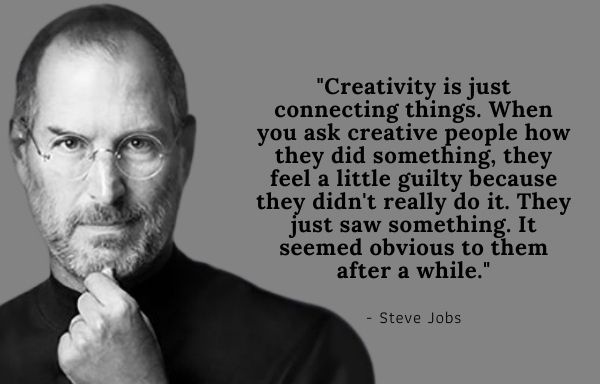 "Creativity is just
connecting things. When
you ask creative people how
they did something, they
feel a little guilty because
they didn't really do it. They
just saw something. It
seemed obvious to them
after a while."
- Steve Jobs